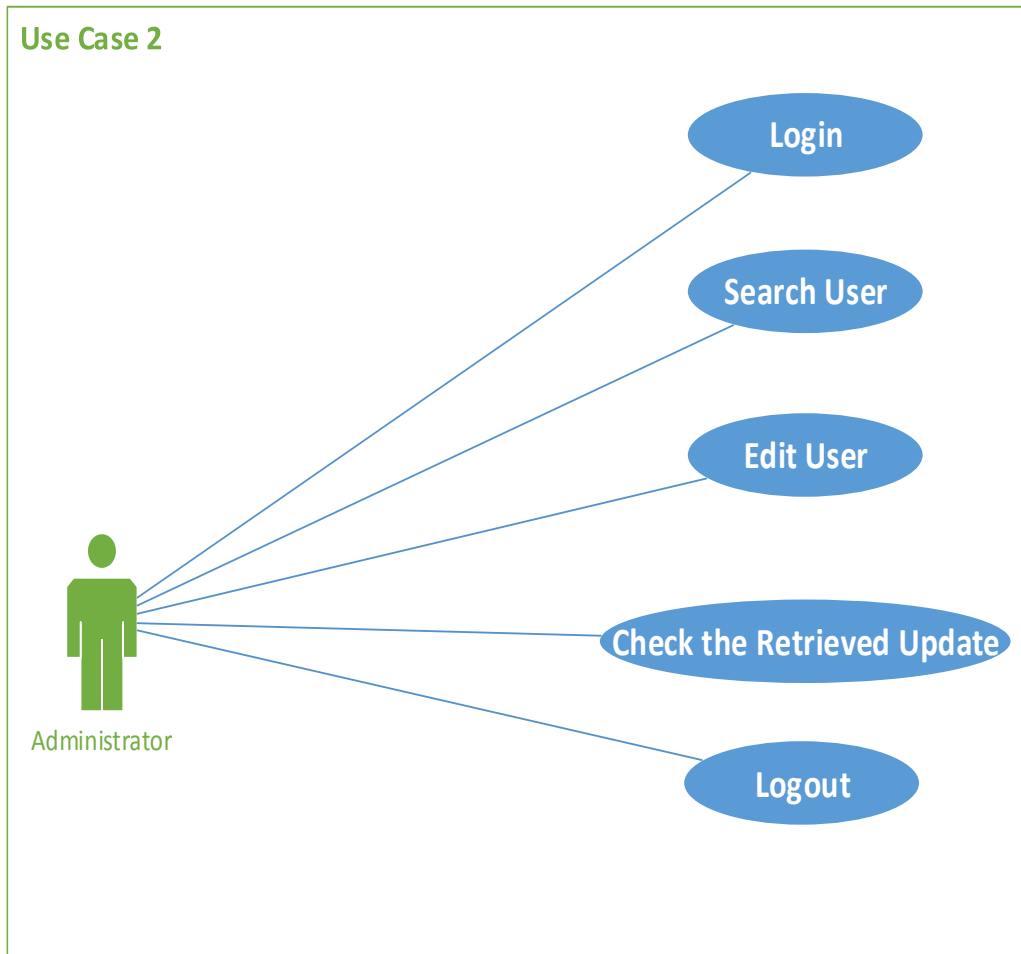 Use Case 2
Login
Search User
Edit User
Check the Retrieved Update
Administrator
Logout